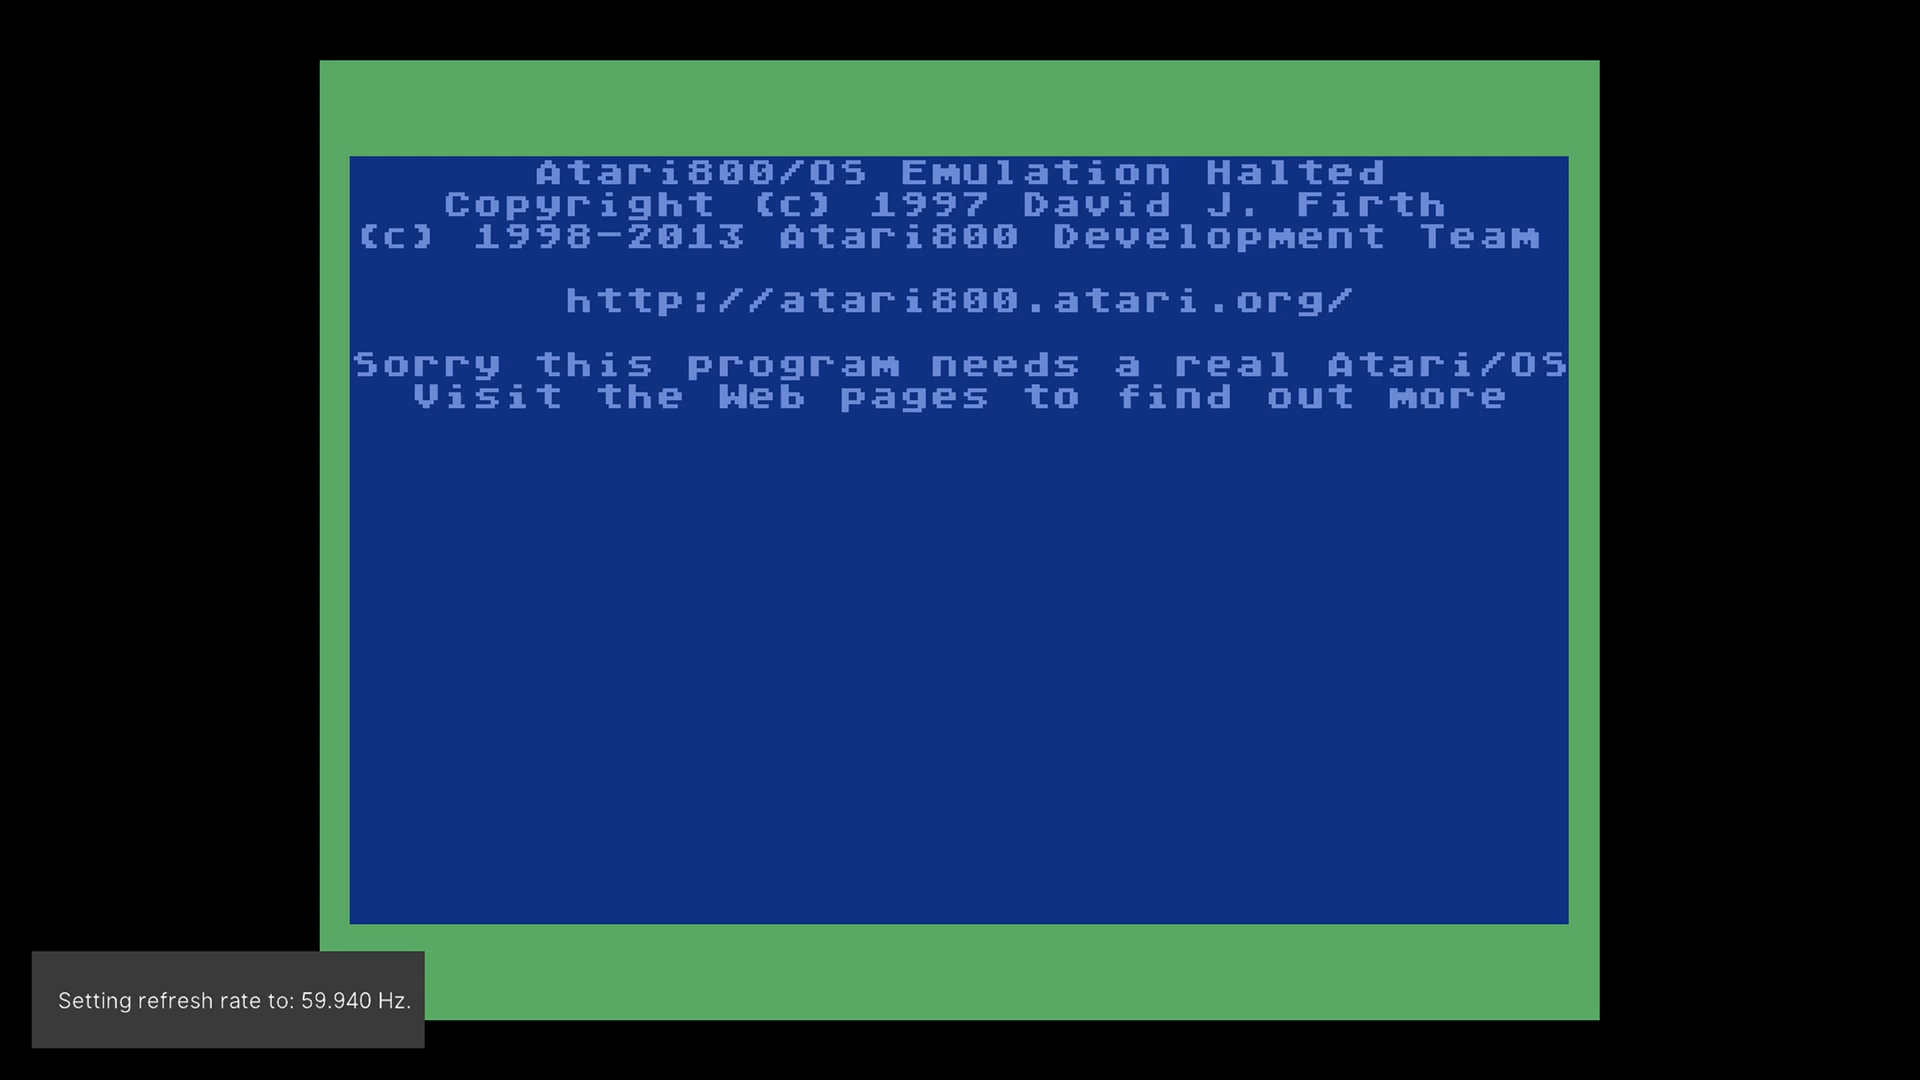 Atari800/OS Emulation Halted
Copyright (c) 1997 David J. Firth
(c) 1998-2013 Atari800 Development Team
http://atari800.atari.org/
Sorry this program needs a real Atari/OS
Visit the Web pages to find out more
Setting refresh rate to: 59.940 Hz.